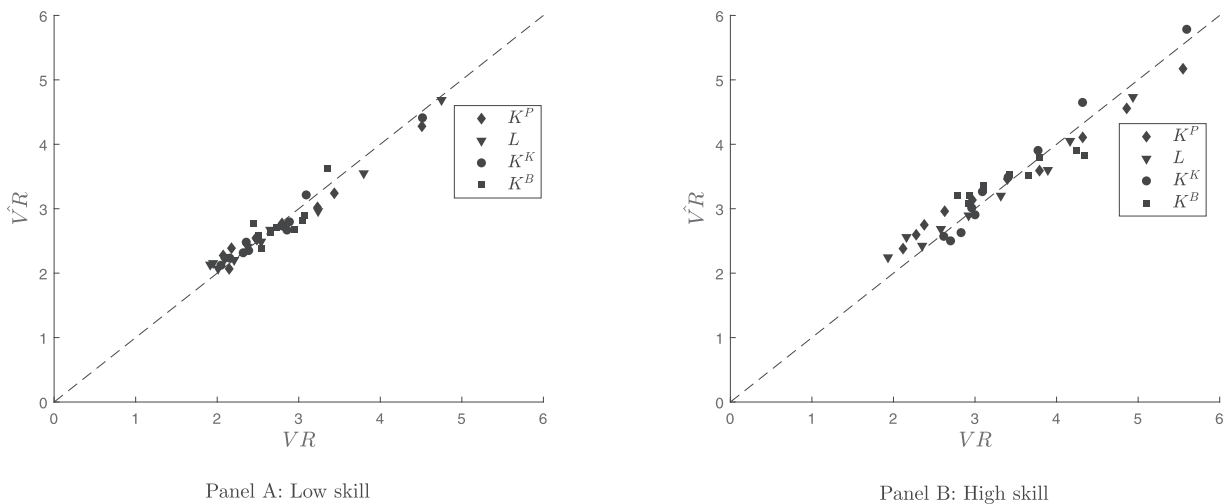 6
5
4
3
2
1
0
V̂R
0 1 2 3 4 5 6
VR
K^P
L
K^K
K^B
Panel A: Low skill
6
5
4
3
2
1
0
V̂R
0 1 2 3 4 5 6
VR
K^P
L
K^K
K^B
Panel B: High skill